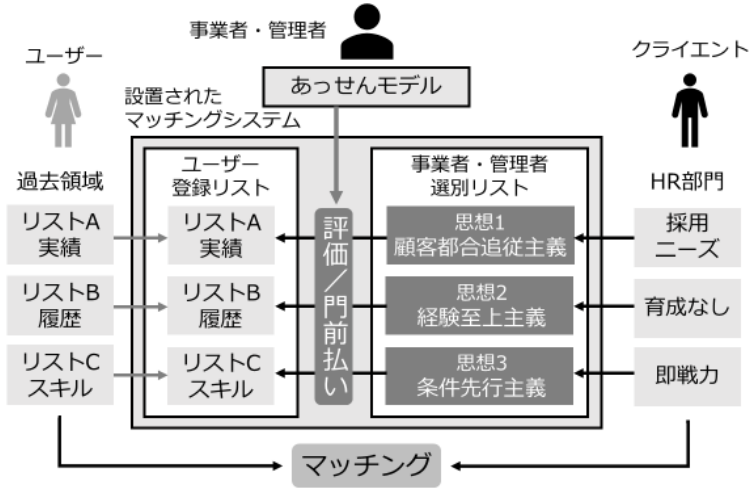 事業者・管理者
ユーザー
クライエント
あっせんモデル
設置された
マッチングシステム
過去領域
ユーザー
登録リスト
事業者・管理者
選別リスト
HR部門
リストA
実績
リストA
実績
評価/門前払い
思想1
顧客都合追従主義
採用
ニーズ
リストB
履歴
リストB
履歴
思想2
経験至上主義
育成なし
リストC
スキル
リストC
スキル
思想3
条件先行主義
即戦力
マッチング